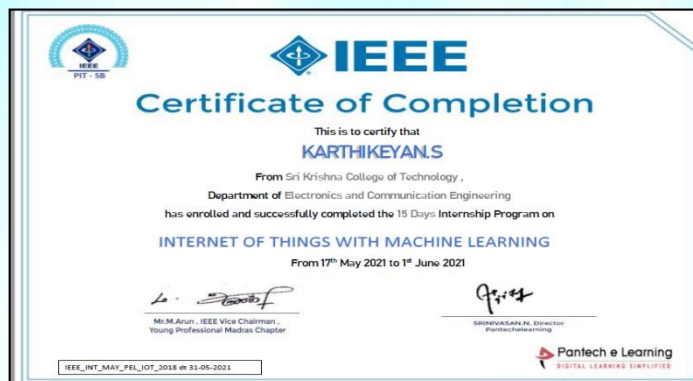 IEEE
PIT - SB
IEEE
Certificate of Completion
This is to certify that
KARTHIKEYAN.S
From Sri Krishna College of Technology ,
Department of Electronics and Communication Engineering
has enrolled and successfully completed the 15 Days Internship Program on
INTERNET OF THINGS WITH MACHINE LEARNING
From 17th May 2021 to 1st June 2021
Mr.M.Arun , IEEE Vice Chairman ,
Young Professional Madras Chapter
SRINIVASAN.N, Director
Pantechelearning
IEEE_INT_MAY_PEL_IOT_2018 dt 31-05-2021
Pantech e Learning
DIGITAL LEARNING SIMPLIFIED